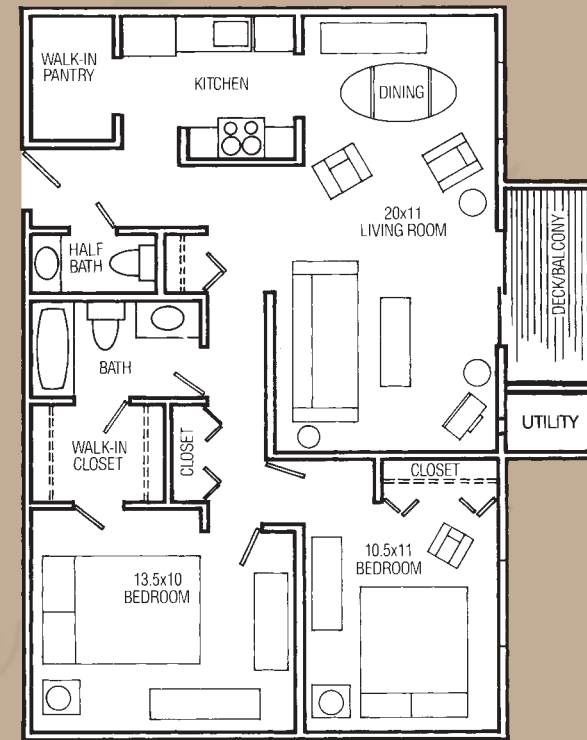 WALK-IN
PANTRY
KITCHEN
DINING
20x11
LIVING ROOM
DECK/BALCONY
HALF
BATH
BATH
WALK-IN
CLOSET
CLOSET
CLOSET
UTILITY
13.5x10
BEDROOM
10.5x11
BEDROOM